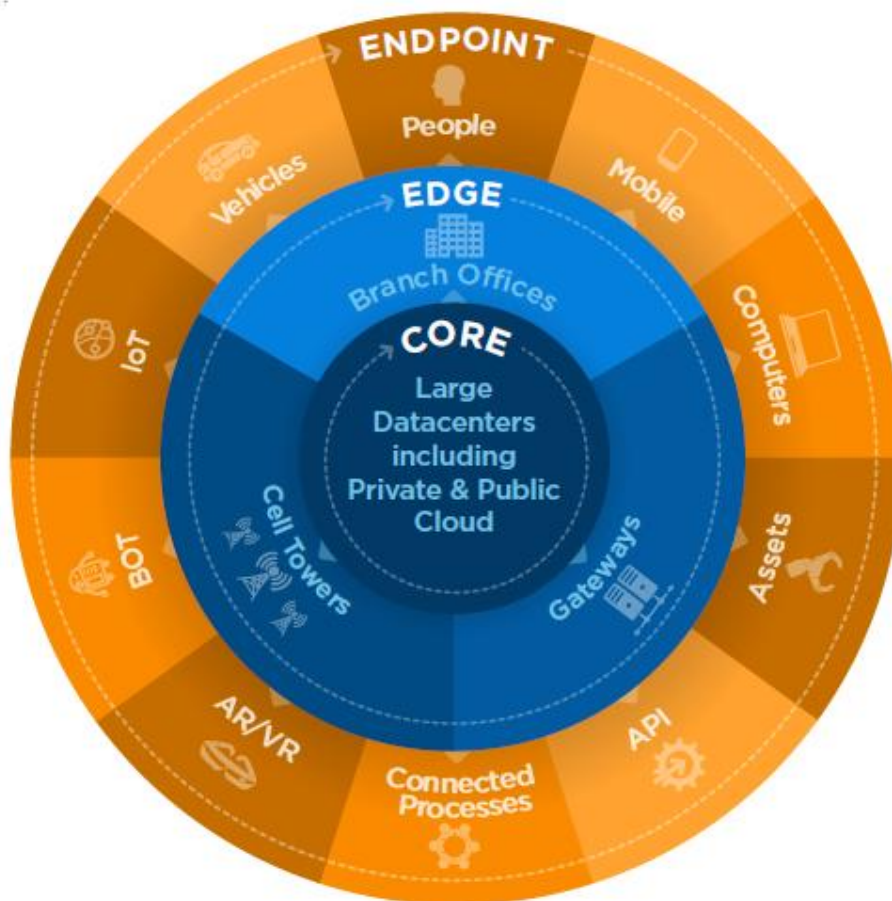 ENDPOINT
People
Mobile
Computers
Assets
API
Connected
Processes
AR/VR
BOT
IoT
Vehicles
EDGE
Branch Offices
Gateways
Cell Towers
CORE
Large
Datacenters
including
Private & Public
Cloud